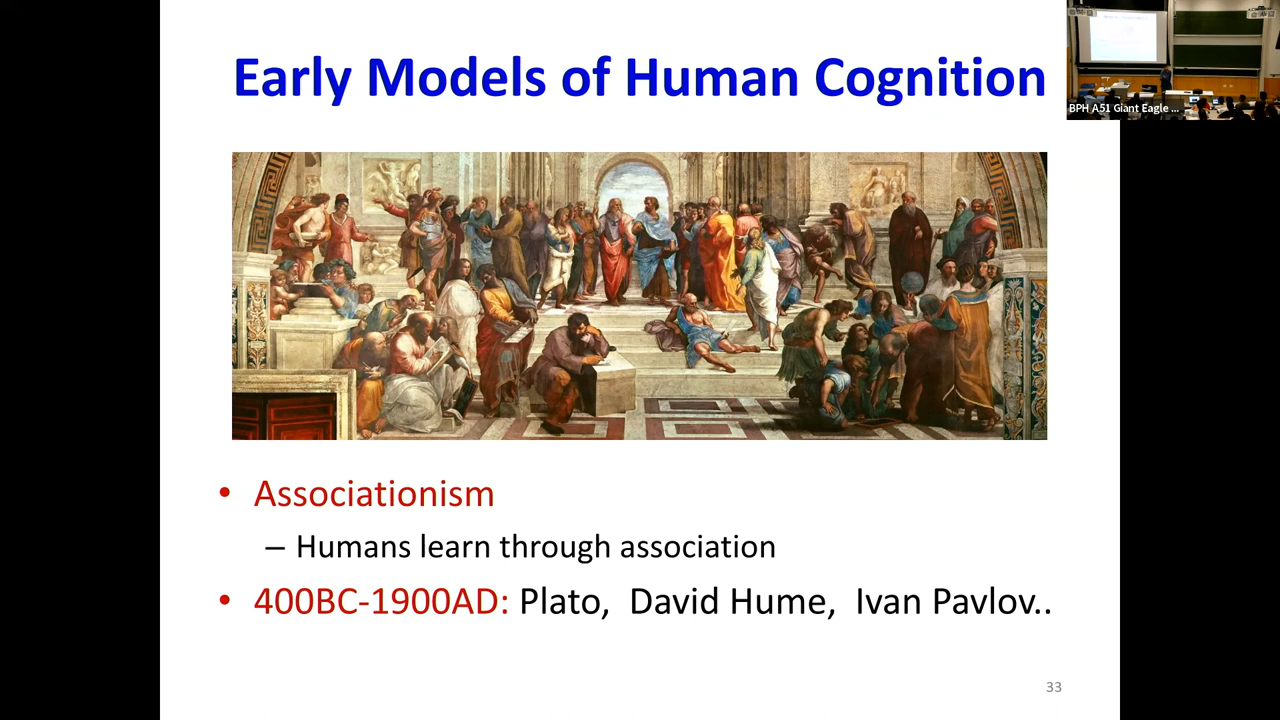 Early Models of Human Cognition
BPH A51 Giant Eagle ...
• Associationism
– Humans learn through association
• 400BC-1900AD: Plato, David Hume, Ivan Pavlov..
33